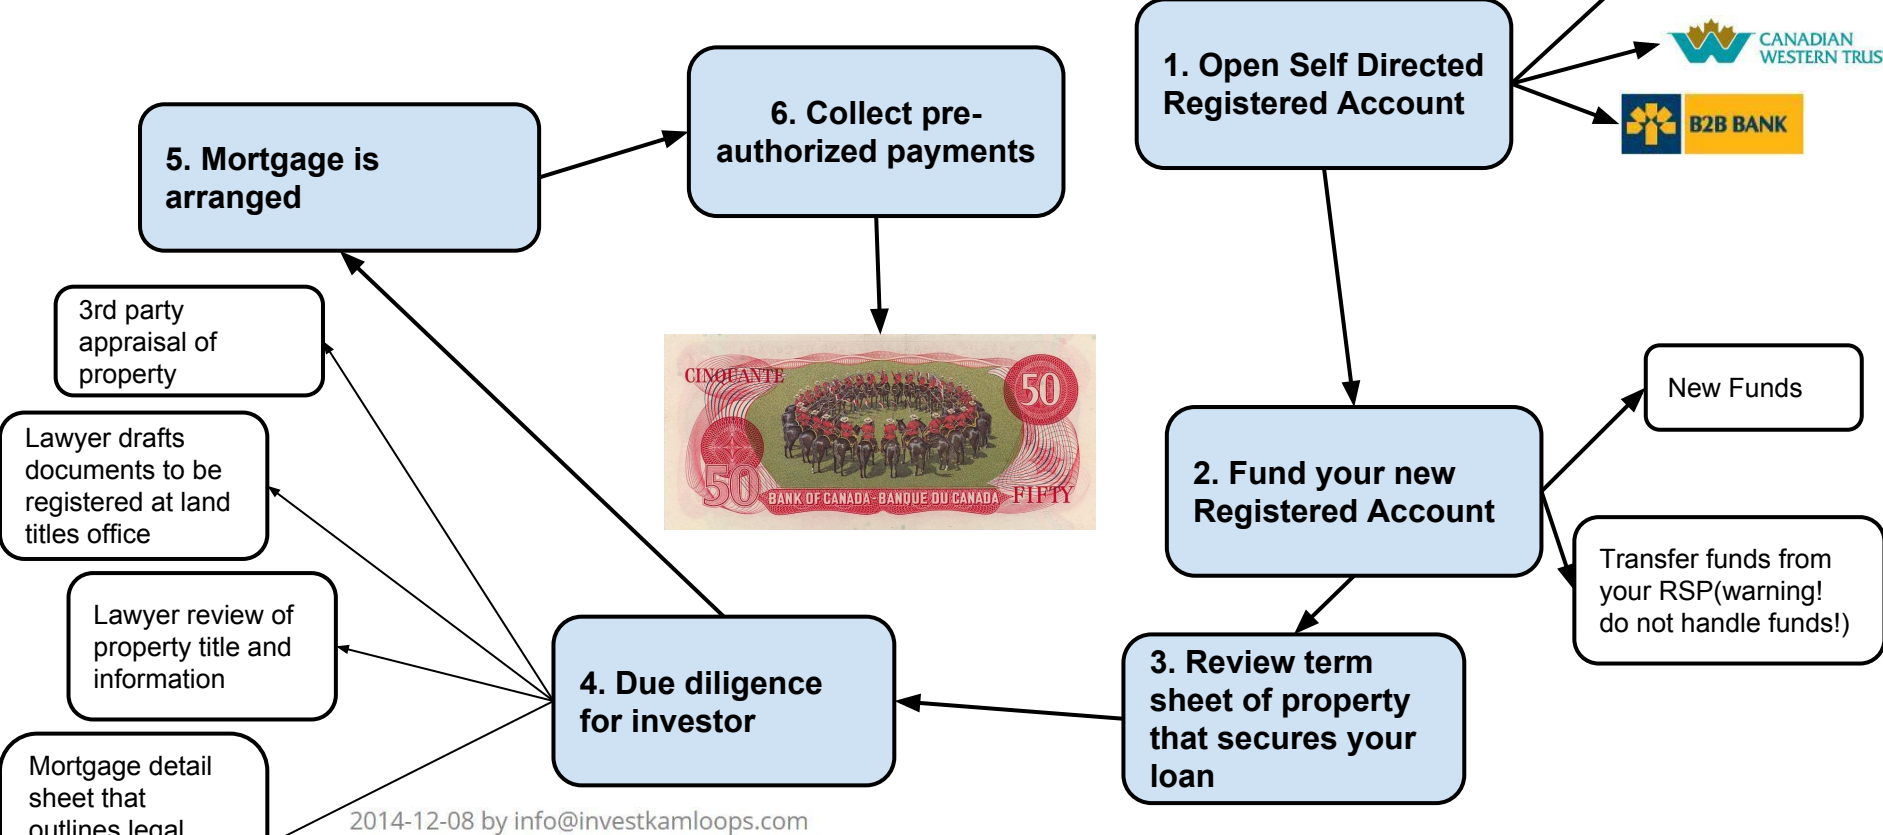 1. Open Self Directed
Registered Account
CANADIAN
WESTERN TRUS
B2B BANK
2. Fund your new
Registered Account
New Funds
Transfer funds from
your RSP(warning!
do not handle funds!)
3. Review term
sheet of property
that secures your
loan
4. Due diligence
for investor
3rd party
appraisal of
property
Lawyer drafts
documents to be
registered at land
titles office
Lawyer review of
property title and
information
Mortgage detail
sheet that
outlines legal
5. Mortgage is
arranged
6. Collect pre-
authorized payments
CINQUANTE
50
50
BANK OF CANADA-BANQUE DU CANADA
FIFTY
2014-12-08 by info@investkamloops.com